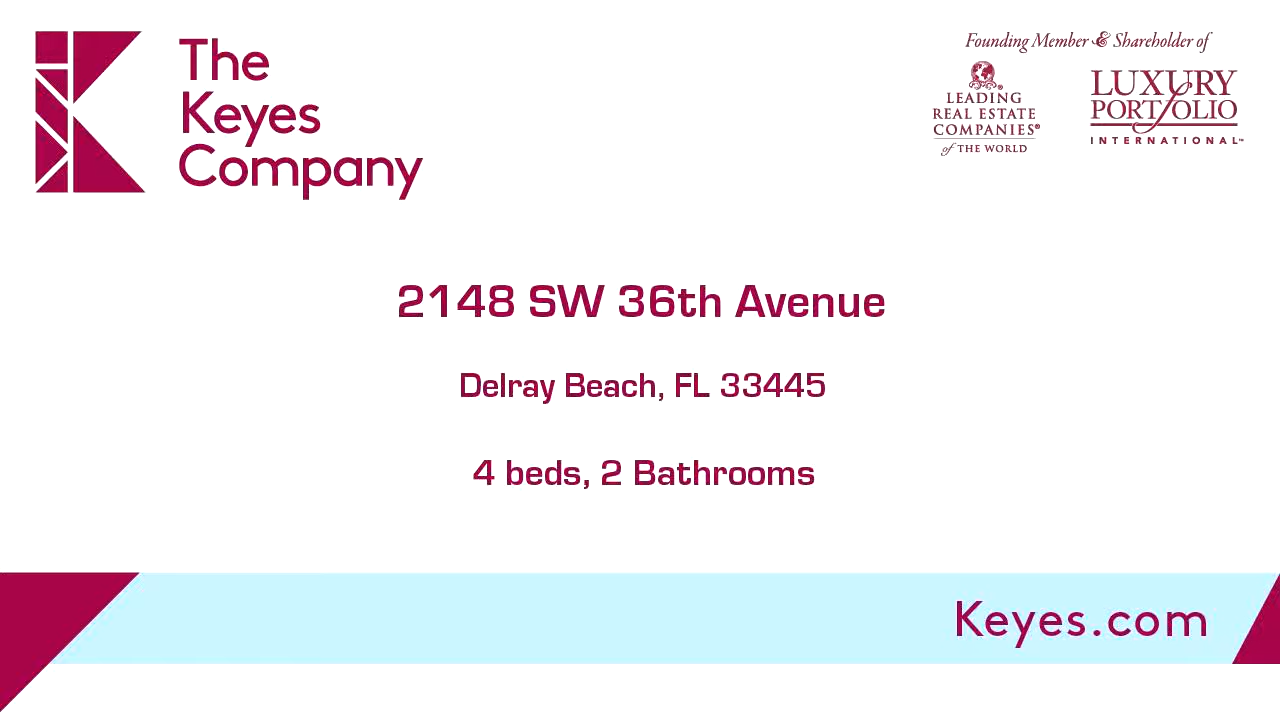 The
Keyes
Company
Founding Member & Shareholder of
LEADING
REAL ESTATE
COMPANIES®
of THE WORLD
LUXURY
PORTFOLIO
INTERNATIONAL™
2148 SW 36th Avenue
Delray Beach, FL 33445
4 beds, 2 Bathrooms
Keyes.com